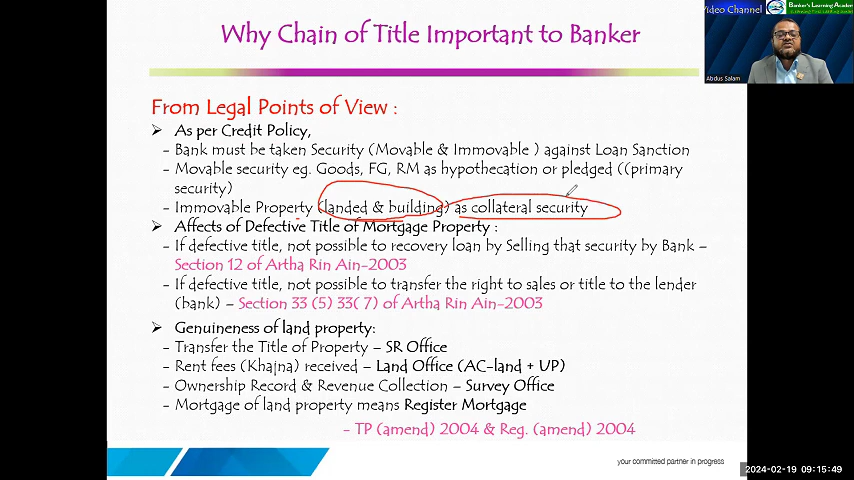 Why Chain of Title Important to Banker
Video Channel
Banker's Learning Academy
Abdus Salam
From Legal Points of View :
➢ As per Credit Policy,
- Bank must be taken Security (Movable & Immovable ) against Loan Sanction
- Movable security eg. Goods, FG, RM as hypothecation or pledged ((primary
security)
- Immovable Property (landed & building) as collateral security
➢ Affects of Defective Title of Mortgage Property :
- If defective title, not possible to recovery loan by Selling that security by Bank –
Section 12 of Artha Rin Ain-2003
- If defective title, not possible to transfer the right to sales or title to the lender
(bank) – Section 33 (5) 33( 7) of Artha Rin Ain-2003
➢ Genuineness of land property:
- Transfer the Title of Property – SR Office
- Rent fees (Khajna) received – Land Office (AC-land + UP)
- Ownership Record & Revenue Collection – Survey Office
- Mortgage of land property means Register Mortgage
- TP (amend) 2004 & Reg. (amend) 2004
your committed partner in progress
2024-02-19 09:15:49